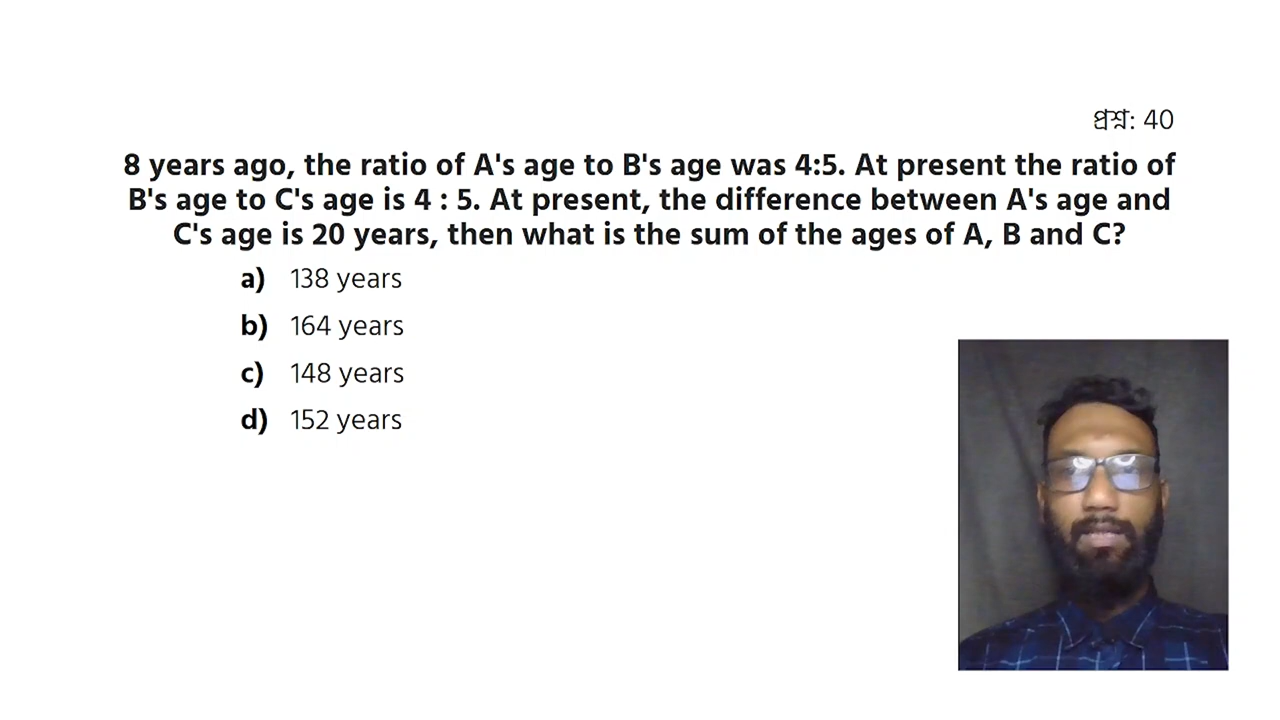 প্রশ্ন: 40
8 years ago, the ratio of A's age to B's age was 4:5. At present the ratio of
B's age to C's age is 4 : 5. At present, the difference between A's age and
C's age is 20 years, then what is the sum of the ages of A, B and C?
a) 138 years
b) 164 years
c) 148 years
d) 152 years